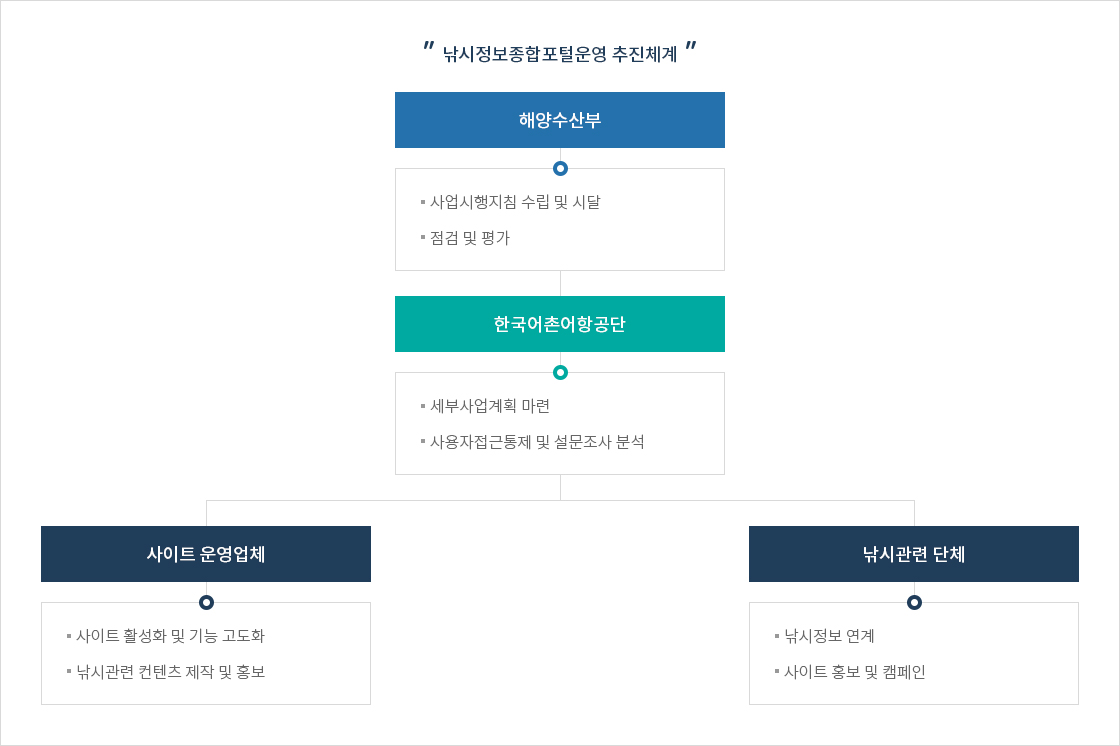 " 낚시정보종합포털운영 추진체계 "
해양수산부
사업시행지침 수립 및 시달
점검 및 평가
한국어촌어항공단
세부사업계획 마련
사용자접근통제 및 설문조사 분석
사이트 운영업체
사이트 활성화 및 기능 고도화
낚시관련 컨텐츠 제작 및 홍보
낚시관련 단체
낚시정보 연계
사이트 홍보 및 캠페인